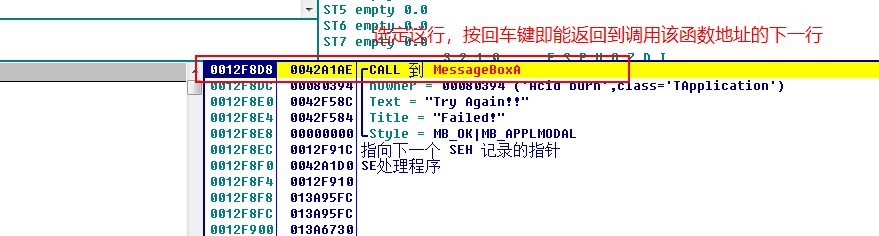 ST5 empty 0.0
ST6 empty 0.0
ST7 empty 0.0
选定这行，按回车键即能返回到调用该函数地址的下一行
3 2 1 0 E S P U O Z D I
0012F8D8 0042A1AE CALL 到 MessageBoxA
0012F8DC 00080394 hOwner = 00080394 ('Acid burn',class='TApplication')
0012F8E0 0042F58C Text = "Try Again!!"
0012F8E4 0042F584 Title = "Failed!"
0012F8E8 00000000 Style = MB_OK|MB_APPLMODAL
0012F8EC 0012F91C 指向下一个 SEH 记录的指针
0012F8F0 0042A1D0 SE处理程序
0012F8F4 0012F910
0012F8F8 013A95FC
0012F8FC 013A95FC
0012F900 013A6730